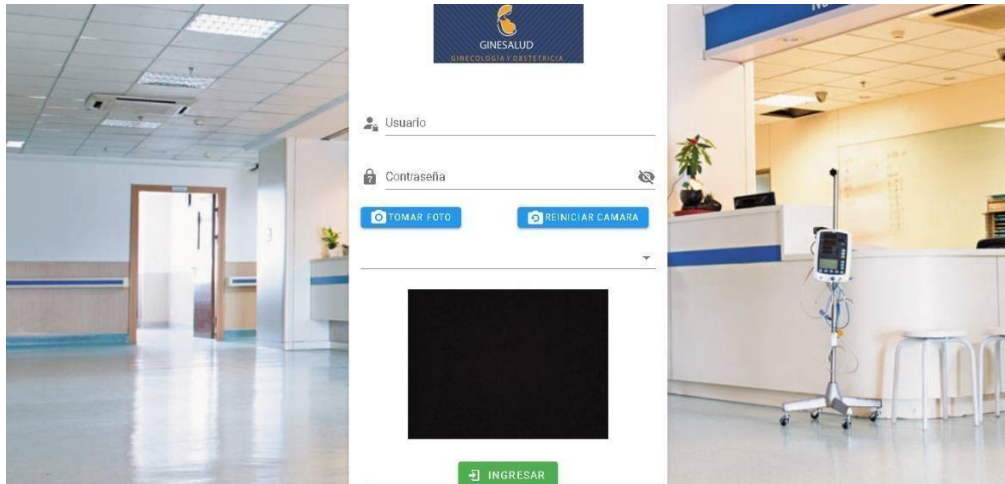 GINESALUD
GINECOLOGÍA Y OBSTETRICIA
Usuario
Contraseña
TOMAR FOTO
REINICIAR CAMARA
INGRESAR